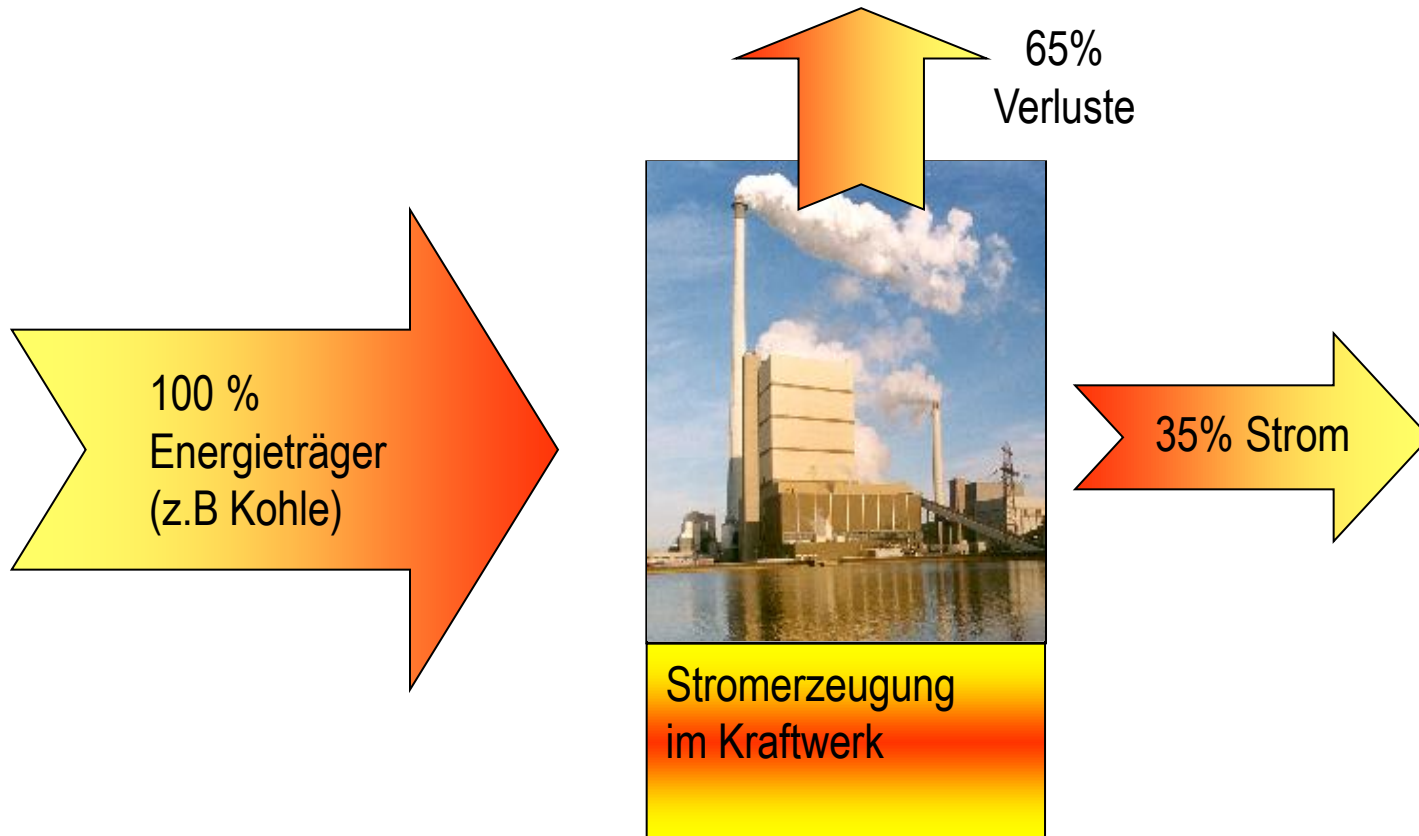 65%
Verluste
100 %
Energieträger
(z.B Kohle)
35% Strom
Stromerzeugung
im Kraftwerk